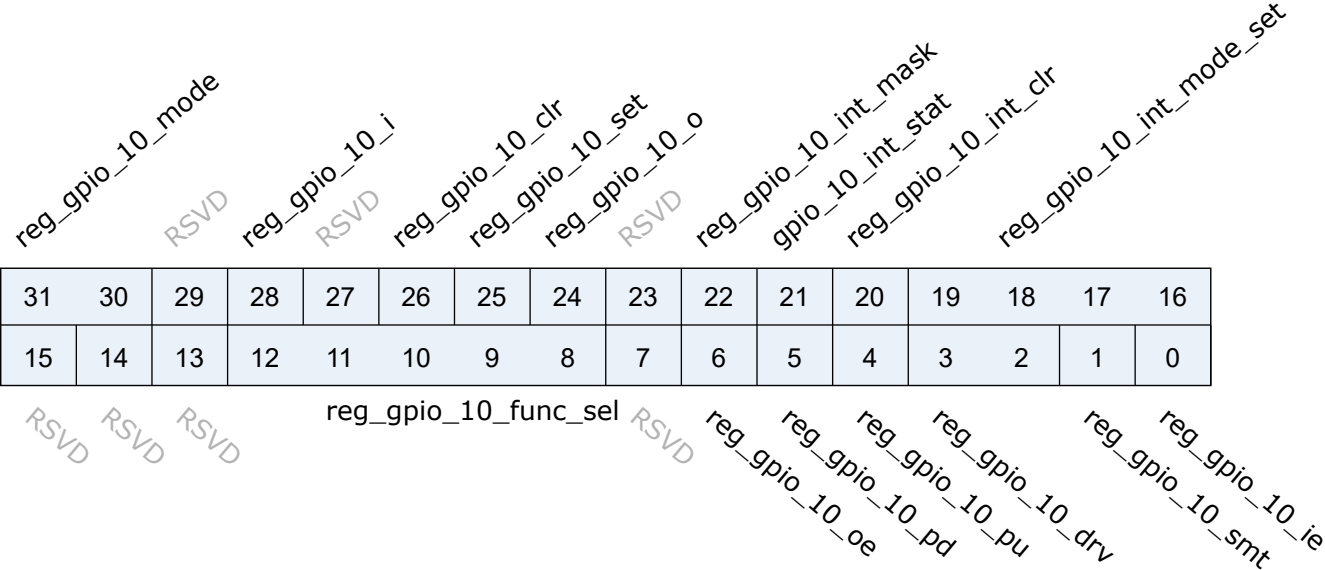 reg_gpio_10_mode
RSVD
reg_gpio_10_i
RSVD
reg_gpio_10_clr
reg_gpio_10_set
reg_gpio_10_o
RSVD
reg_gpio_10_int_mask
gpio_10_int_stat
reg_gpio_10_int_clr
reg_gpio_10_int_mode_set
31 30 29 28 27 26 25 24 23 22 21 20 19 18 17 16
15 14 13 12 11 10 9 8 7 6 5 4 3 2 1 0
RSVD
RSVD
RSVD
reg_gpio_10_func_sel
RSVD
reg_gpio_10_oe
reg_gpio_10_pd
reg_gpio_10_pu
reg_gpio_10_drv
reg_gpio_10_smt
reg_gpio_10_ie